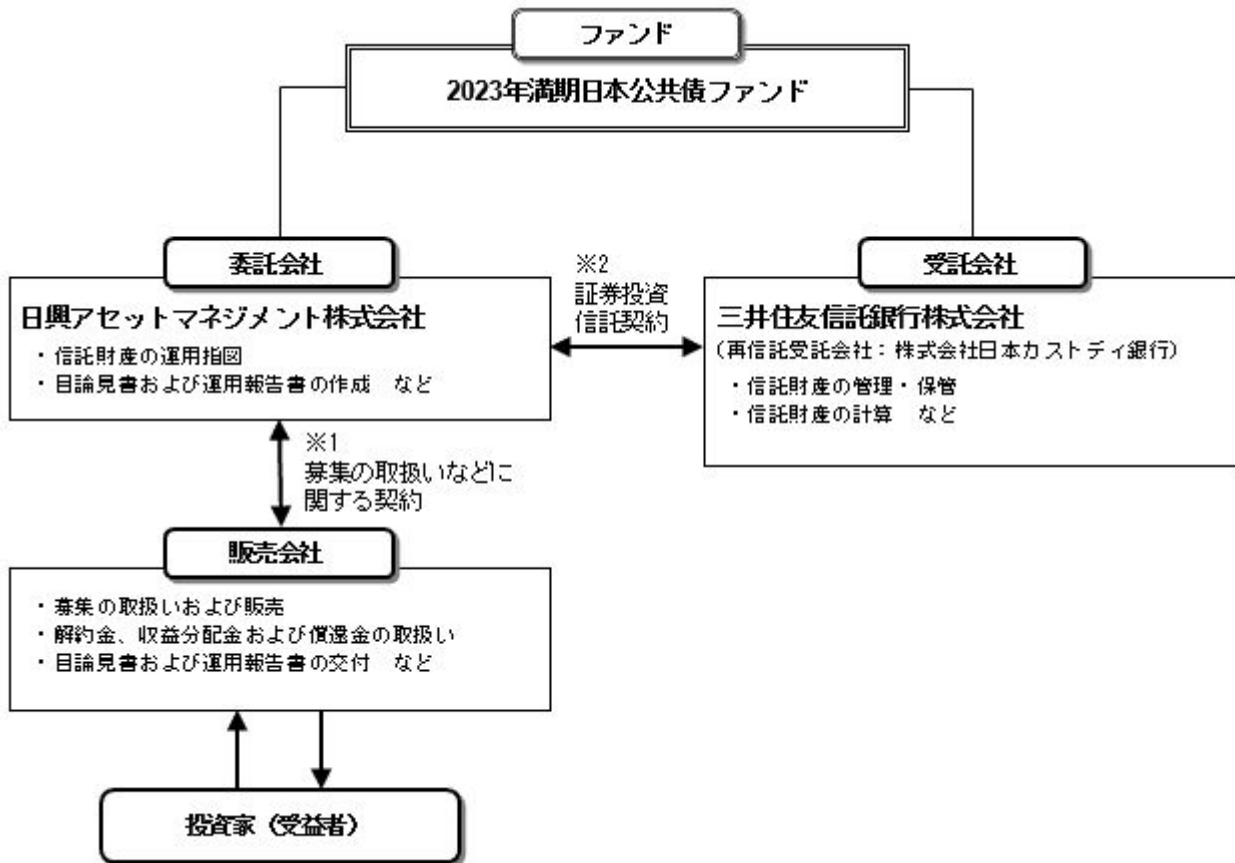 ファンド
2023年満期日本公共債ファンド
委託会社
日興アセットマネジメント株式会社
・信託財産の運用指図
・目論見書および運用報告書の作成　など
※2
証券投資
信託契約
受託会社
三井住友信託銀行株式会社
(再信託受託会社：株式会社日本カストディ銀行)
・信託財産の管理・保管
・信託財産の計算　など
※1
募集の取扱いなどに
関する契約
販売会社
・募集の取扱いおよび販売
・解約金、収益分配金および償還金の取扱い
・目論見書および運用報告書の交付　など
投資家（受益者）